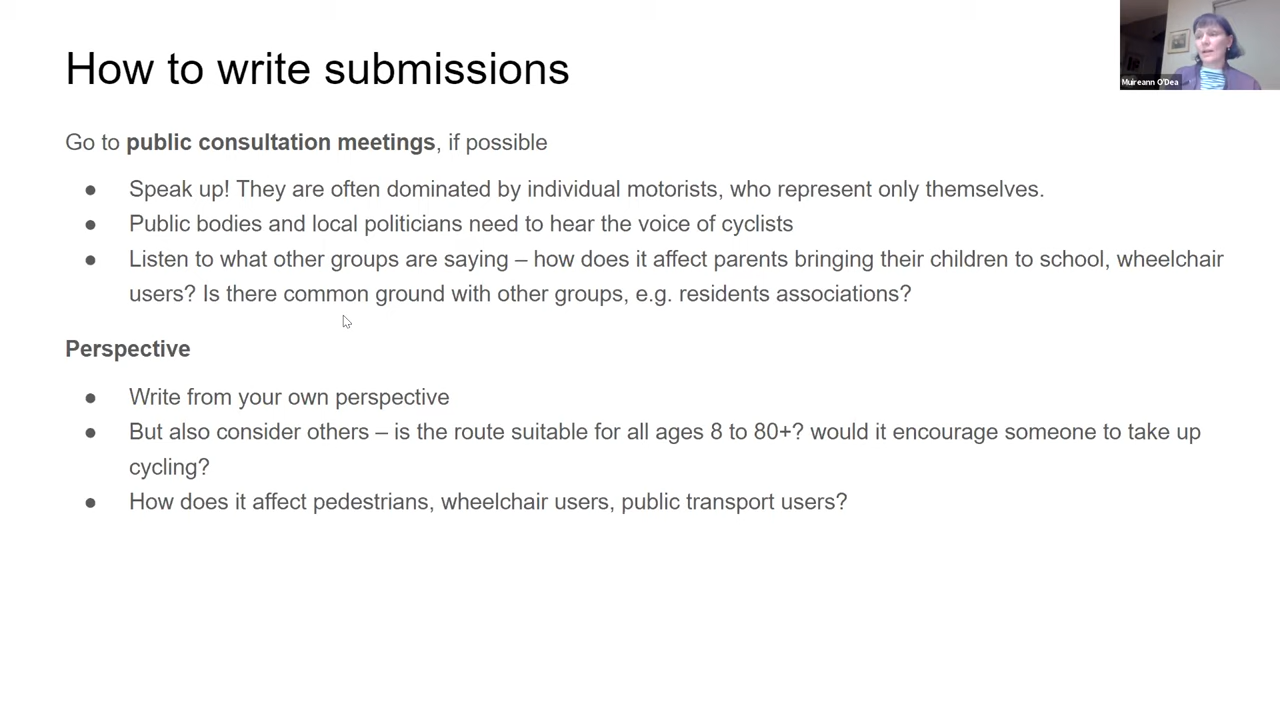 How to write submissions
Muireann O'Dea
Go to public consultation meetings, if possible
● Speak up! They are often dominated by individual motorists, who represent only themselves.
● Public bodies and local politicians need to hear the voice of cyclists
● Listen to what other groups are saying – how does it affect parents bringing their children to school, wheelchair
users? Is there common ground with other groups, e.g. residents associations?
Perspective
● Write from your own perspective
● But also consider others – is the route suitable for all ages 8 to 80+? would it encourage someone to take up
cycling?
● How does it affect pedestrians, wheelchair users, public transport users?